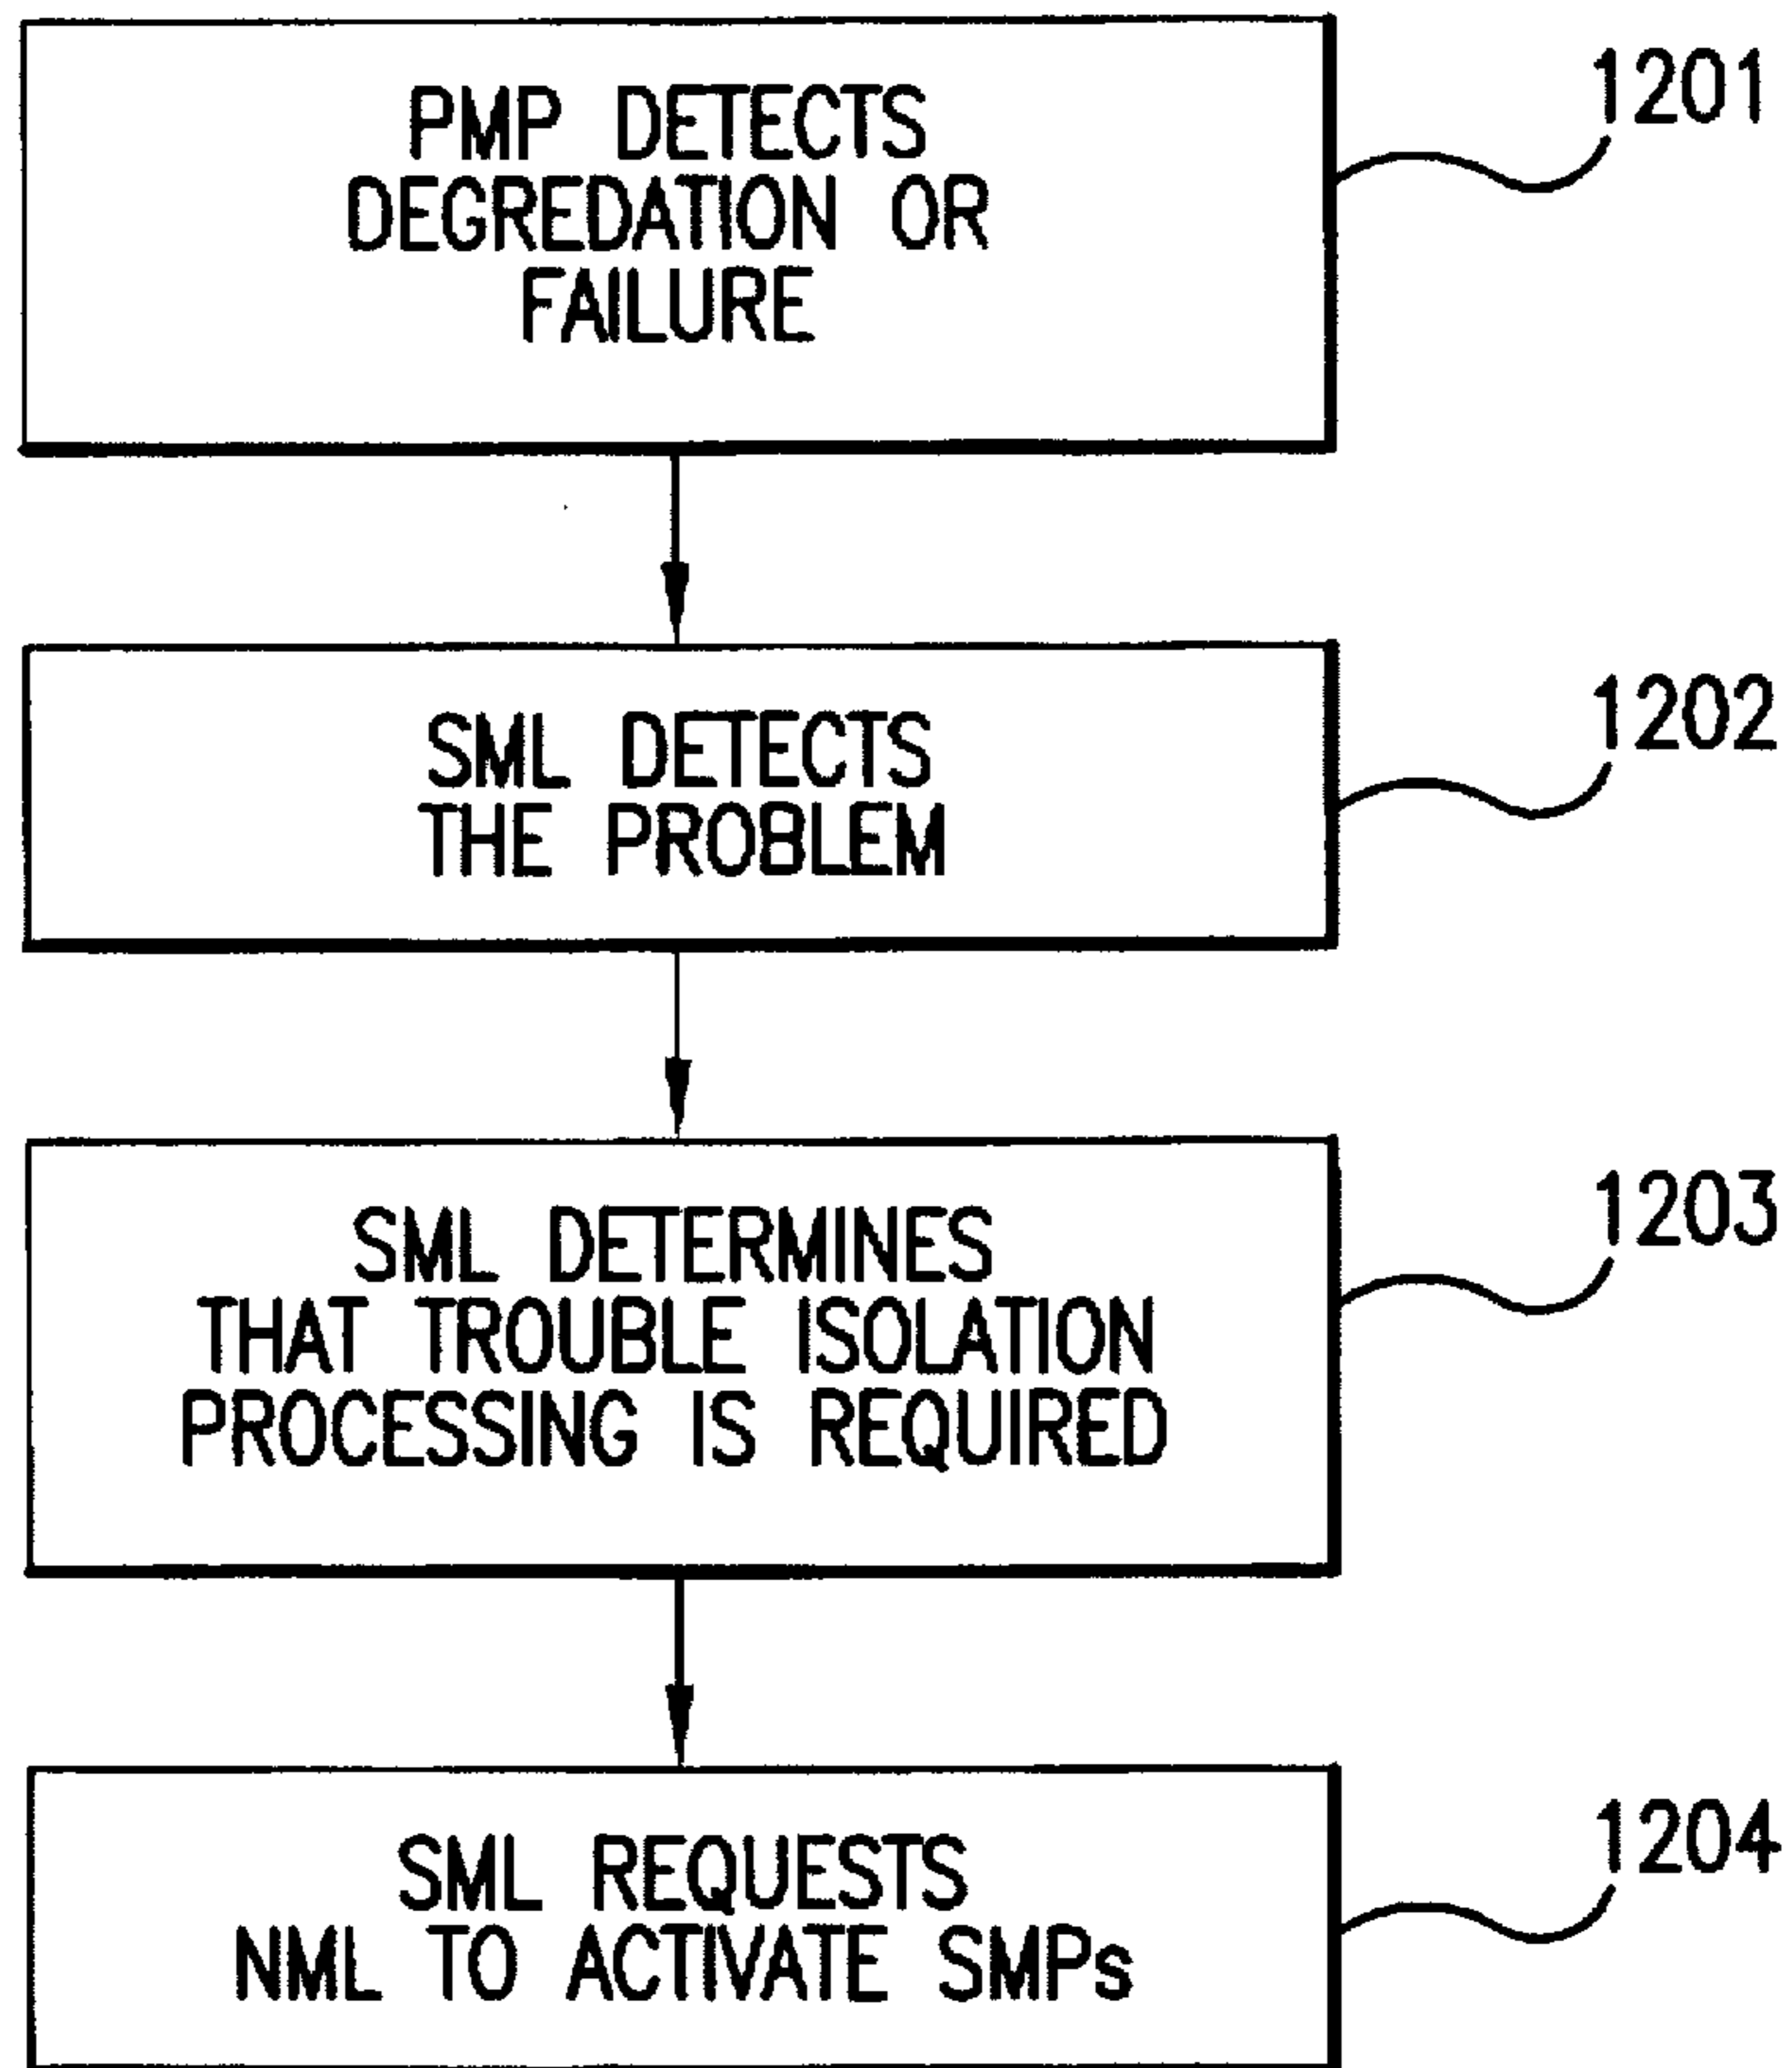 PMP DETECTS
DEGREDATION OR
FAILURE
1201
SML DETECTS
THE PROBLEM
1202
SML DETERMINES
THAT TROUBLE ISOLATION
PROCESSING IS REQUIRED
1203
SML REQUESTS
NML TO ACTIVATE SMPs
1204